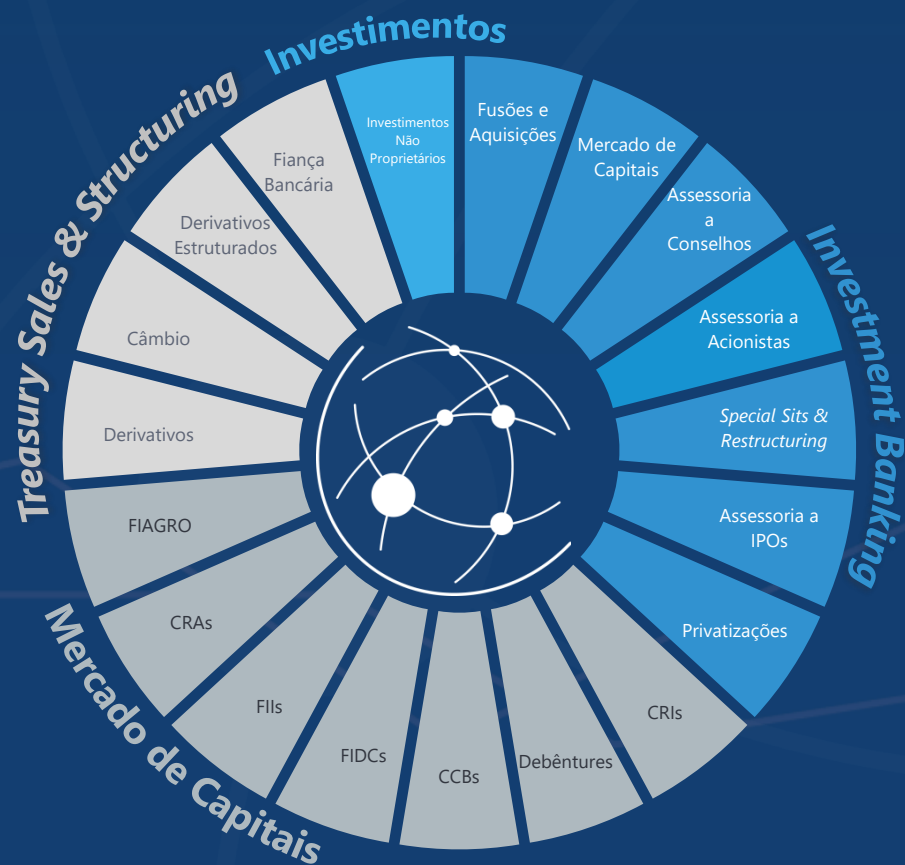 Investimentos
Investimentos
Não
Proprietários
Investment Banking
Fusões e
Aquisições
Mercado de
Capitais
Assessoria
a
Conselhos
Assessoria a
Acionistas
Special Sits &
Restructuring
Assessoria a
IPOs
Privatizações
Mercado de Capitais
CRIs
Debêntures
CCBs
FIDCs
FIIs
CRAs
FIAGRO
Treasury Sales & Structuring
Derivativos
Câmbio
Derivativos
Estruturados
Fiança
Bancária